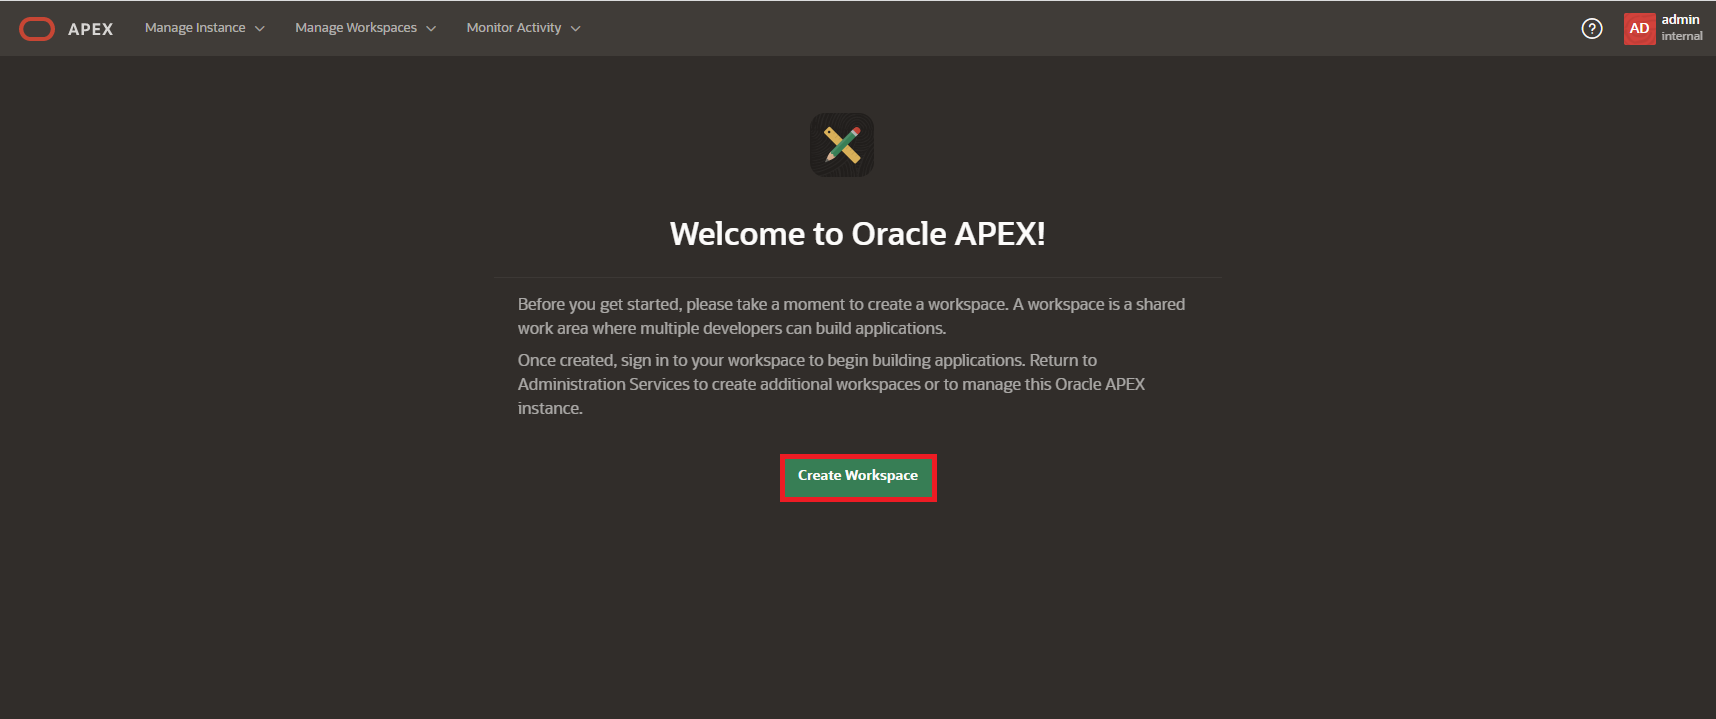 APEX
Manage Instance
Manage Workspaces
Monitor Activity
?
AD
admin
internal
Welcome to Oracle APEX!
Before you get started, please take a moment to create a workspace. A workspace is a shared
work area where multiple developers can build applications.
Once created, sign in to your workspace to begin building applications. Return to
Administration Services to create additional workspaces or to manage this Oracle APEX
instance.
Create Workspace